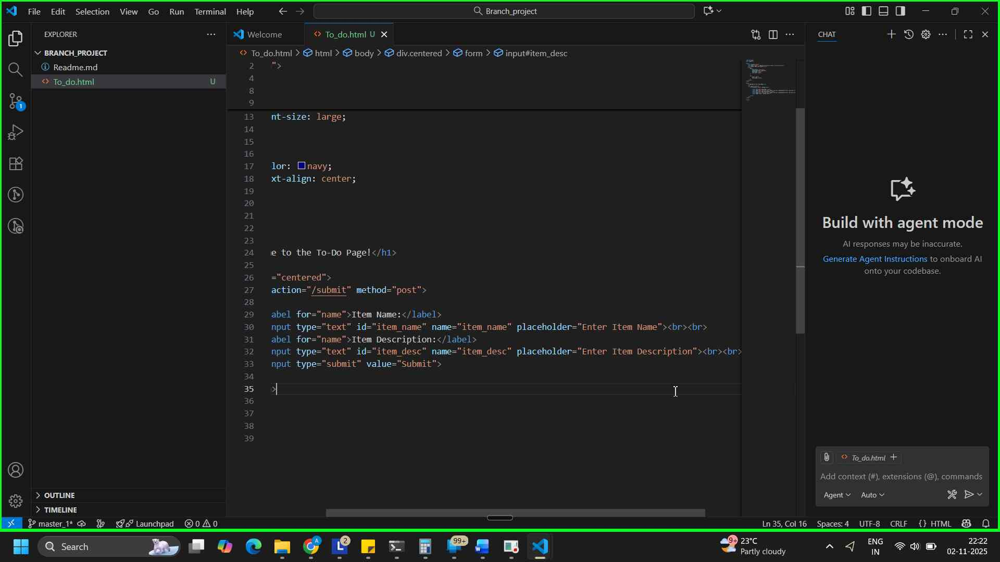 File Edit Selection View Go Run Terminal Help
Branch_project
EXPLORER
BRANCH_PROJECT
Readme.md
To_do.html U
1
OUTLINE
TIMELINE
Welcome
To_do.html U
To_do.html > html > body > div.centered > form > input#item_desc
2 ">
4
8
9
13 nt-size: large;
14
15
16
17 lor: navy;
18 xt-align: center;
19
20
21
22
23
24 e to the To-Do Page!</h1>
25
26 ="centered">
27 action="/submit" method="post">
28
29 abel for="name">Item Name:</label>
30 nput type="text" id="item_name" name="item_name" placeholder="Enter Item Name"><br><br>
31 abel for="name">Item Description:</label>
32 nput type="text" id="item_desc" name="item_desc" placeholder="Enter Item Description"><br><br>
33 nput type="submit" value="Submit">
34
35 >
36
37
38
39
CHAT
Build with agent mode
AI responses may be inaccurate.
Generate Agent Instructions to onboard AI
onto your codebase.
To_do.html
Add context (#), extensions (@), commands
Agent Auto
master_1* Launchpad 0 0
Ln 35, Col 16 Spaces: 4 UTF-8 CRLF {} HTML
Search
A
2
L
99+
W
9+
23°C
Partly cloudy
ENG
IN
22:22
02-11-2025